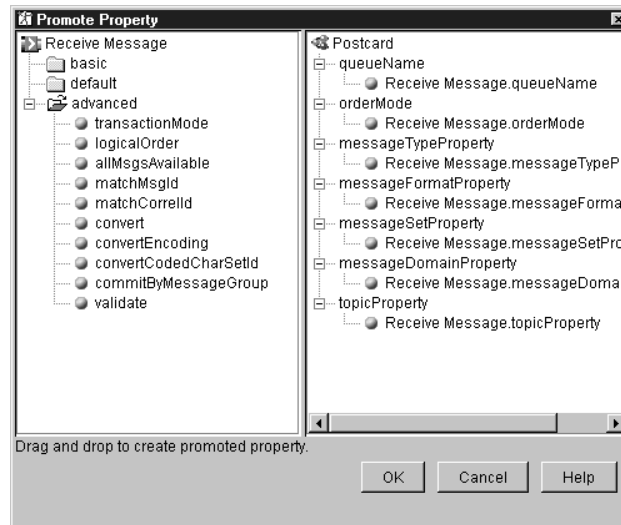 Promote Property
Receive Message
basic
default
advanced
transactionMode
logicalOrder
allMsgsAvailable
matchMsgId
matchCorrelId
convert
convertEncoding
convertCodedCharSetId
commitByMessageGroup
validate
Postcard
queueName
Receive Message.queueName
orderMode
Receive Message.orderMode
messageTypeProperty
Receive Message.messageTypeP
messageFormatProperty
Receive Message.messageForma
messageSetProperty
Receive Message.messageSetPro
messageDomainProperty
Receive Message.messageDoma
topicProperty
Receive Message.topicProperty
Drag and drop to create promoted property.
OK
Cancel
Help